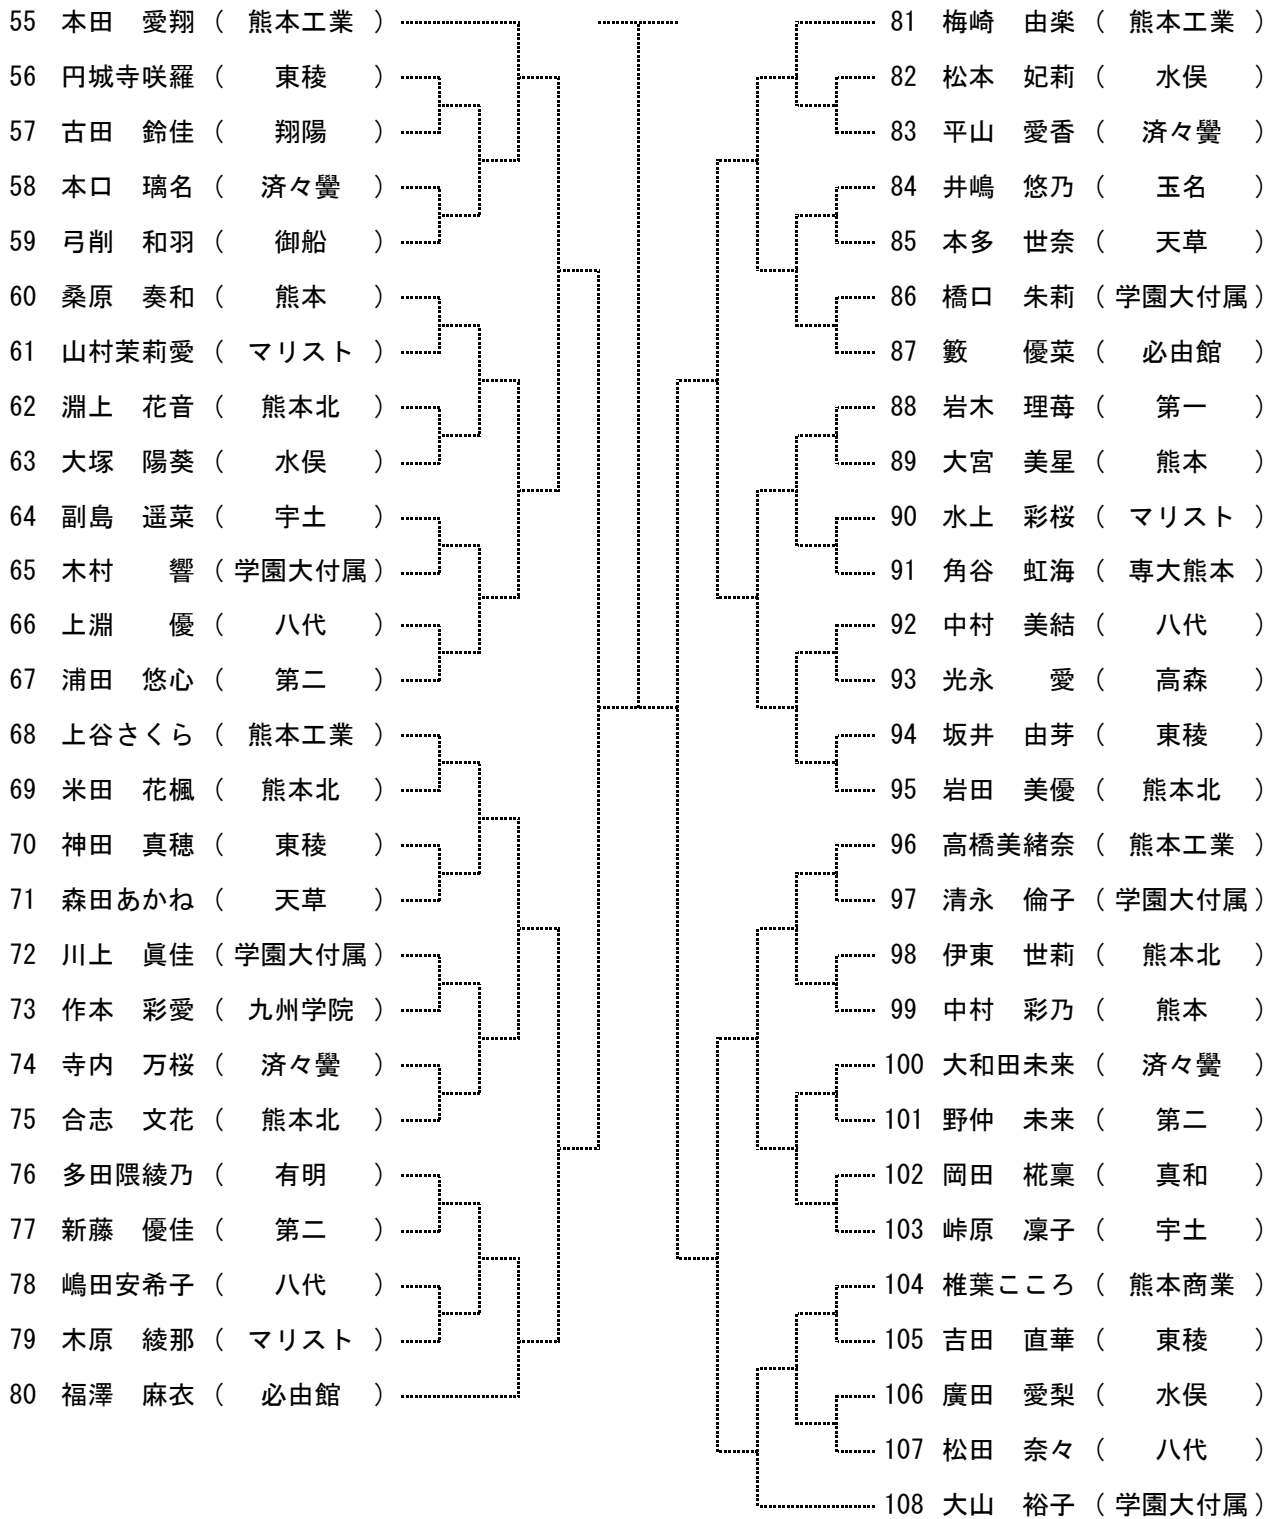 55 本田 愛翔 ( 熊本工業 )
56 円城寺咲羅 ( 東稜 )
57 古田 鈴佳 ( 翔陽 )
58 本口 璃名 ( 済々黌 )
59 弓削 和羽 ( 御船 )
60 桑原 奏和 ( 熊本 )
61 山村茉莉愛 ( マリスト )
62 淵上 花音 ( 熊本北 )
63 大塚 陽葵 ( 水俣 )
64 副島 遥菜 ( 宇土 )
65 木村 響 ( 学園大付属 )
66 上淵 優 ( 八代 )
67 浦田 悠心 ( 第二 )
68 上谷さくら ( 熊本工業 )
69 米田 花楓 ( 熊本北 )
70 神田 真穂 ( 東稜 )
71 森田あかね ( 天草 )
72 川上 眞佳 ( 学園大付属 )
73 作本 彩愛 ( 九州学院 )
74 寺内 万桜 ( 済々黌 )
75 合志 文花 ( 熊本北 )
76 多田隈綾乃 ( 有明 )
77 新藤 優佳 ( 第二 )
78 嶋田安希子 ( 八代 )
79 木原 綾那 ( マリスト )
80 福澤 麻衣 ( 必由館 )
81 梅崎 由楽 ( 熊本工業 )
82 松本 妃莉 ( 水俣 )
83 平山 愛香 ( 済々黌 )
84 井嶋 悠乃 ( 玉名 )
85 本多 世奈 ( 天草 )
86 橋口 朱莉 ( 学園大付属 )
87 籔 優菜 ( 必由館 )
88 岩木 理苺 ( 第一 )
89 大宮 美星 ( 熊本 )
90 水上 彩桜 ( マリスト )
91 角谷 虹海 ( 専大熊本 )
92 中村 美結 ( 八代 )
93 光永 愛 ( 高森 )
94 坂井 由芽 ( 東稜 )
95 岩田 美優 ( 熊本北 )
96 高橋美緒奈 ( 熊本工業 )
97 清永 倫子 ( 学園大付属 )
98 伊東 世莉 ( 熊本北 )
99 中村 彩乃 ( 熊本 )
100 大和田未来 ( 済々黌 )
101 野仲 未来 ( 第二 )
102 岡田 椛稟 ( 真和 )
103 峠原 凜子 ( 宇土 )
104 椎葉こころ ( 熊本商業 )
105 吉田 直華 ( 東稜 )
106 廣田 愛梨 ( 水俣 )
107 松田 奈々 ( 八代 )
108 大山 裕子 ( 学園大付属 )